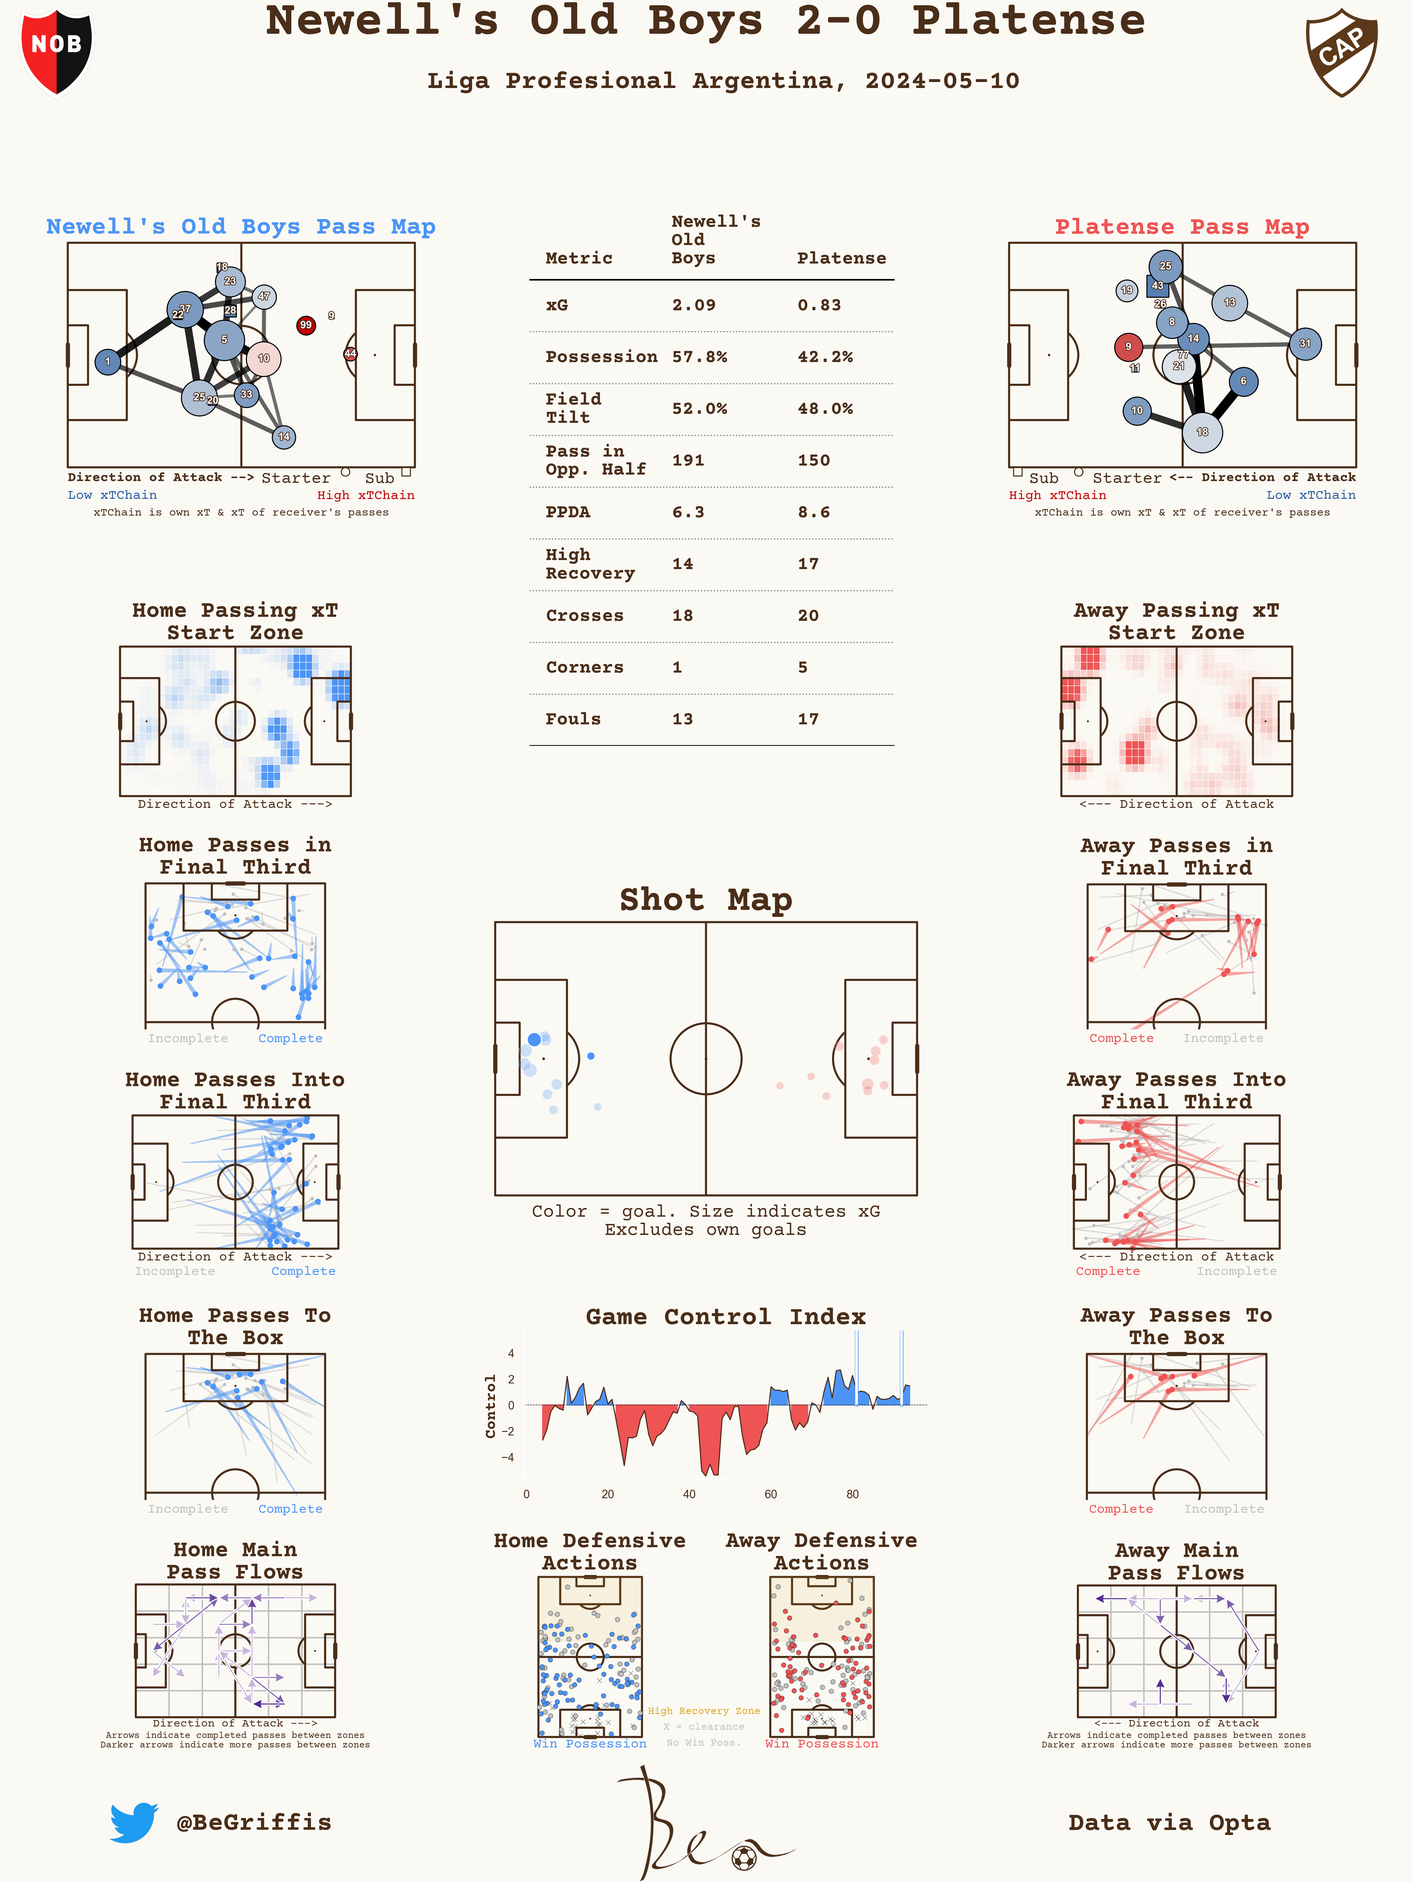 Newell's Old Boys 2-0 Platense
Liga Profesional Argentina, 2024-05-10
NOB
CAP
Newell's Old Boys Pass Map
18
23
47
37
22
28
9
99
5
10
44
1
25
20
33
14
Direction of Attack --> Starter Sub
Low xTChain High xTChain
xTChain is own xT & xT of receiver's passes
Newell's
Old
Metric Boys Platense
xG 2.09 0.83
Possession 57.8% 42.2%
Field
Tilt 52.0% 48.0%
Pass in
Opp. Half 191 150
PPDA 6.3 8.6
High
Recovery 14 17
Crosses 18 20
Corners 1 5
Fouls 13 17
Platense Pass Map
25
19
43
26
13
8
14
9
77
31
11
21
6
10
18
Sub Starter <-- Direction of Attack
High xTChain Low xTChain
xTChain is own xT & xT of receiver's passes
Home Passing xT
Start Zone
Direction of Attack --->
Away Passing xT
Start Zone
<--- Direction of Attack
Home Passes in
Final Third
Incomplete Complete
Away Passes in
Final Third
Complete Incomplete
Shot Map
Color = goal. Size indicates xG
Excludes own goals
Home Passes Into
Final Third
Direction of Attack --->
Incomplete Complete
Away Passes Into
Final Third
<--- Direction of Attack
Complete Incomplete
Home Passes To
The Box
Incomplete Complete
Game Control Index
Control
4
2
0
−2
−4
0 20 40 60 80
Away Passes To
The Box
Complete Incomplete
Home Main
Pass Flows
Direction of Attack --->
Arrows indicate completed passes between zones
Darker arrows indicate more passes between zones
Home Defensive
Actions
Win Possession
Away Defensive
Actions
Win Possession
High Recovery Zone
X = clearance
No Win Poss.
Away Main
Pass Flows
<--- Direction of Attack
Arrows indicate completed passes between zones
Darker arrows indicate more passes between zones
@BeGriffis
Ben
Data via Opta